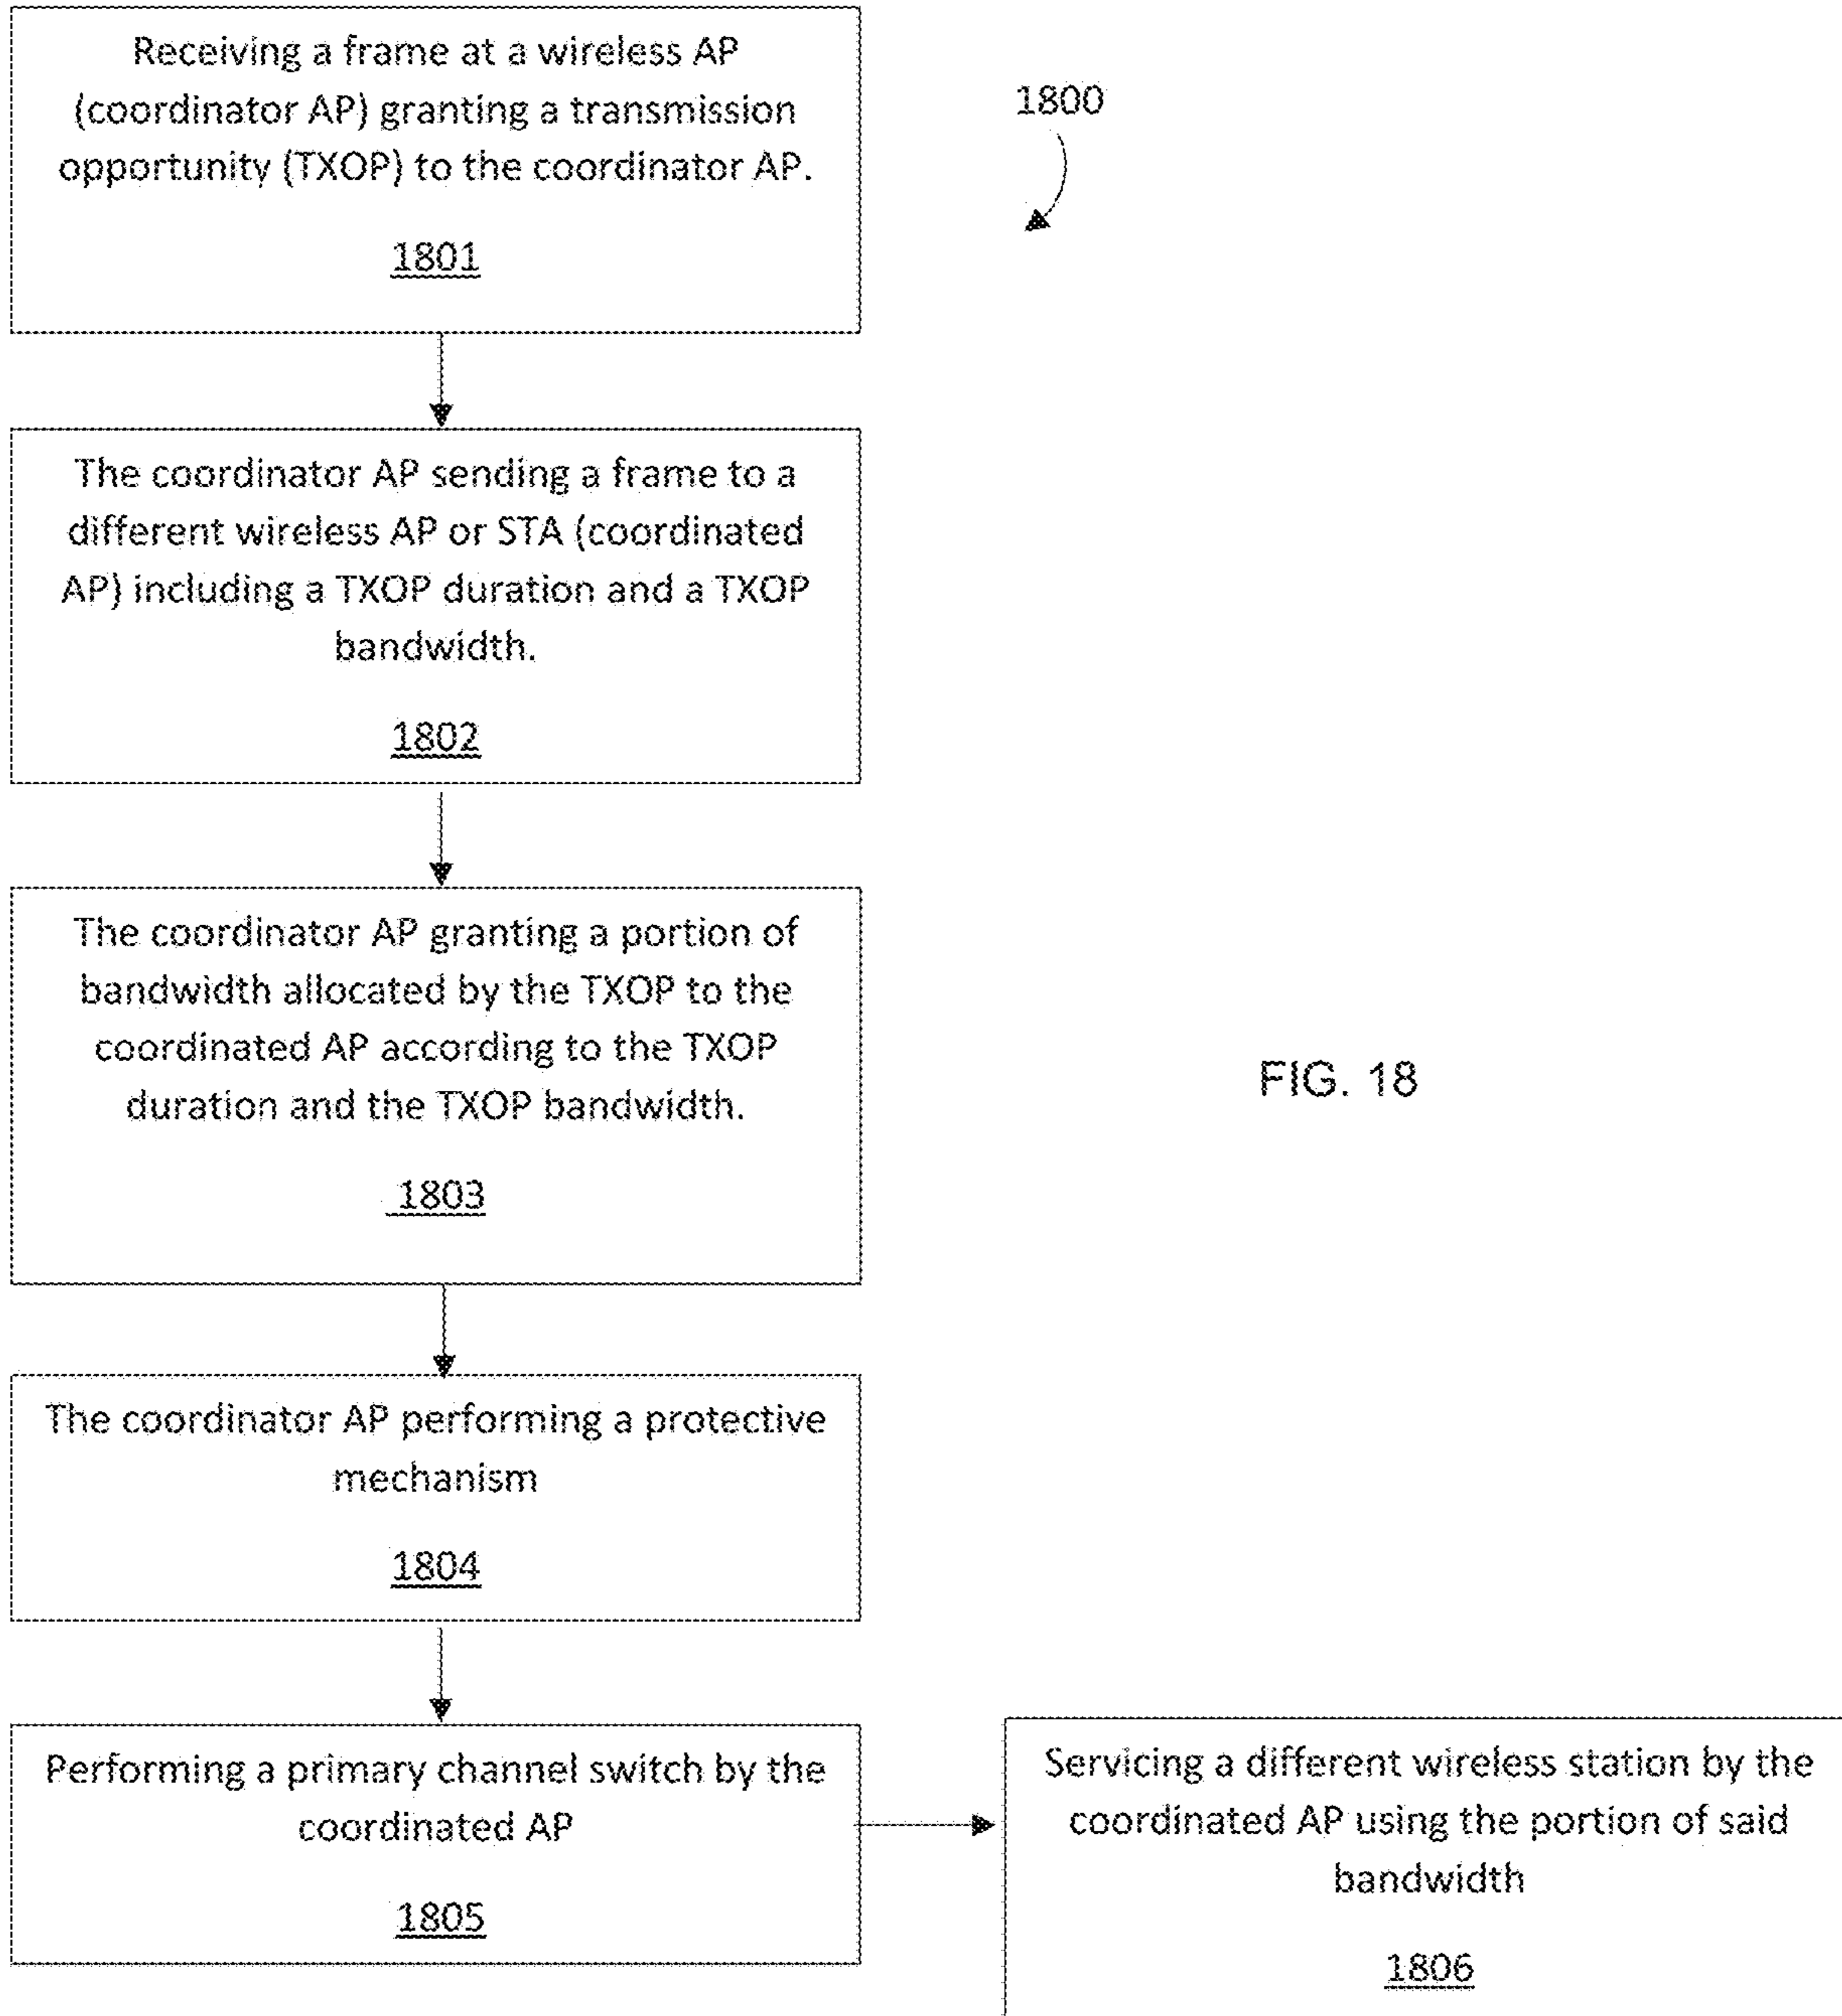 Receiving a frame at a wireless AP
(coordinator AP) granting a transmission
opportunity (TXOP) to the coordinator AP.
1801
1800
The coordinator AP sending a frame to a
different wireless AP or STA (coordinated
AP) including a TXOP duration and a TXOP
bandwidth.
1802
The coordinator AP granting a portion of
bandwidth allocated by the TXOP to the
coordinated AP according to the TXOP
duration and the TXOP bandwidth.
1803
FIG. 18
The coordinator AP performing a protective
mechanism
1804
Performing a primary channel switch by the
coordinated AP
1805
Servicing a different wireless station by the
coordinated AP using the portion of said
bandwidth
1806